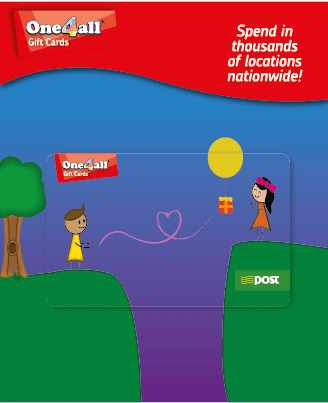 One4all
Gift Cards
Spend in
thousands
of locations
nationwide!
One4all
Gift Cards
post